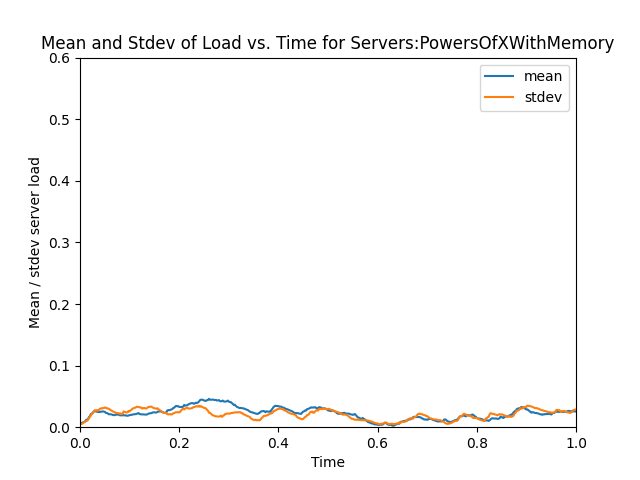 Mean and Stdev of Load vs. Time for Servers:PowersOfXWithMemory
mean
stdev
Mean / stdev server load
0.6
0.5
0.4
0.3
0.2
0.1
0.0
0.0 0.2 0.4 0.6 0.8 1.0
Time